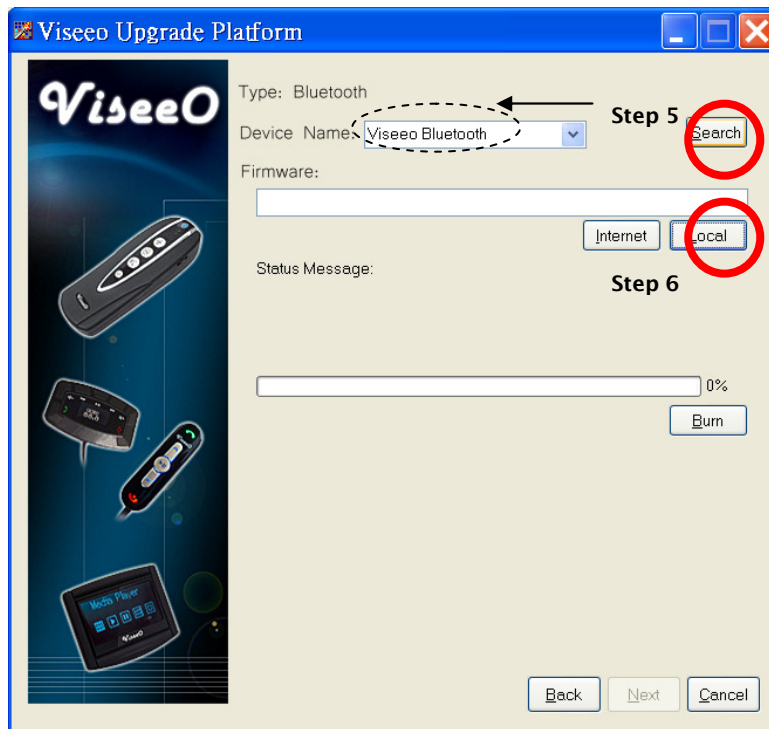 Viseeo Upgrade Platform
ViseeO
Type: Bluetooth
Device Name: Viseeo Bluetooth
Step 5
Search
Firmware:
Internet
Local
Status Message:
Step 6
0%
Burn
Media Player
ViseeO
Back
Next
Cancel